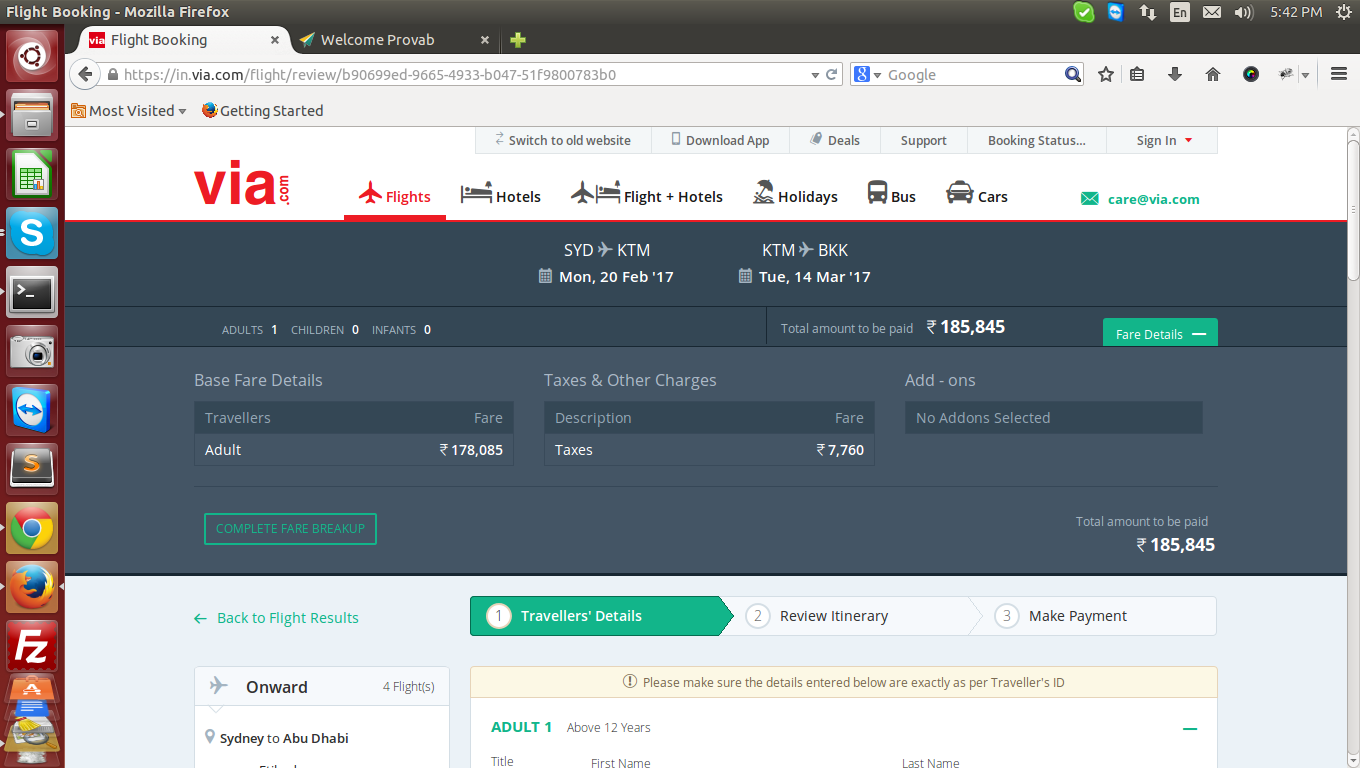 Flight Booking - Mozilla Firefox
En
5:42 PM
via Flight Booking
Welcome Provab
https://in.via.com/flight/review/b90699ed-9665-4933-b047-51f9800783b0
Google
Most Visited
Getting Started
Switch to old website
Download App
Deals
Support
Booking Status...
Sign In
via.com
Flights
Hotels
Flight + Hotels
Holidays
Bus
Cars
care@via.com
SYD KTM
Mon, 20 Feb '17
KTM BKK
Tue, 14 Mar '17
ADULTS 1 CHILDREN 0 INFANTS 0
Total amount to be paid ₹ 185,845
Fare Details
Base Fare Details
Travellers Fare
Adult ₹ 178,085
Taxes & Other Charges
Description Fare
Taxes ₹ 7,760
Add - ons
No Addons Selected
COMPLETE FARE BREAKUP
Total amount to be paid
₹ 185,845
Back to Flight Results
1 Travellers' Details
2 Review Itinerary
3 Make Payment
Onward 4 Flight(s)
Sydney to Abu Dhabi
Please make sure the details entered below are exactly as per Traveller's ID
ADULT 1 Above 12 Years
Title First Name Last Name